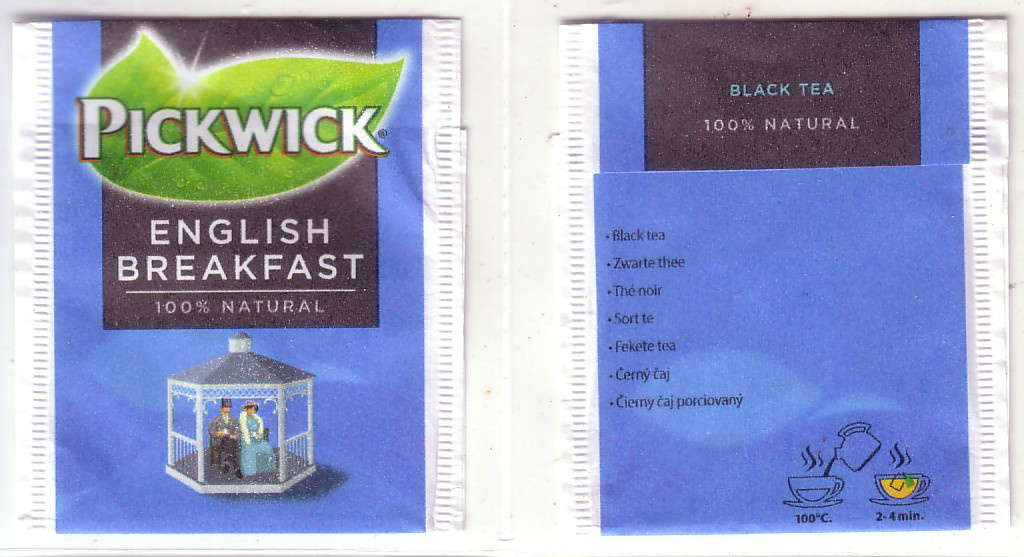 PICKWICK®
ENGLISH
BREAKFAST
100% NATURAL
BLACK TEA
100% NATURAL
• Black tea
• Zwarte thee
• Thé noir
• Sort te
• Fekete tea
• Černý čaj
• Čierny čaj porciovaný
100°C.
2-4 min.